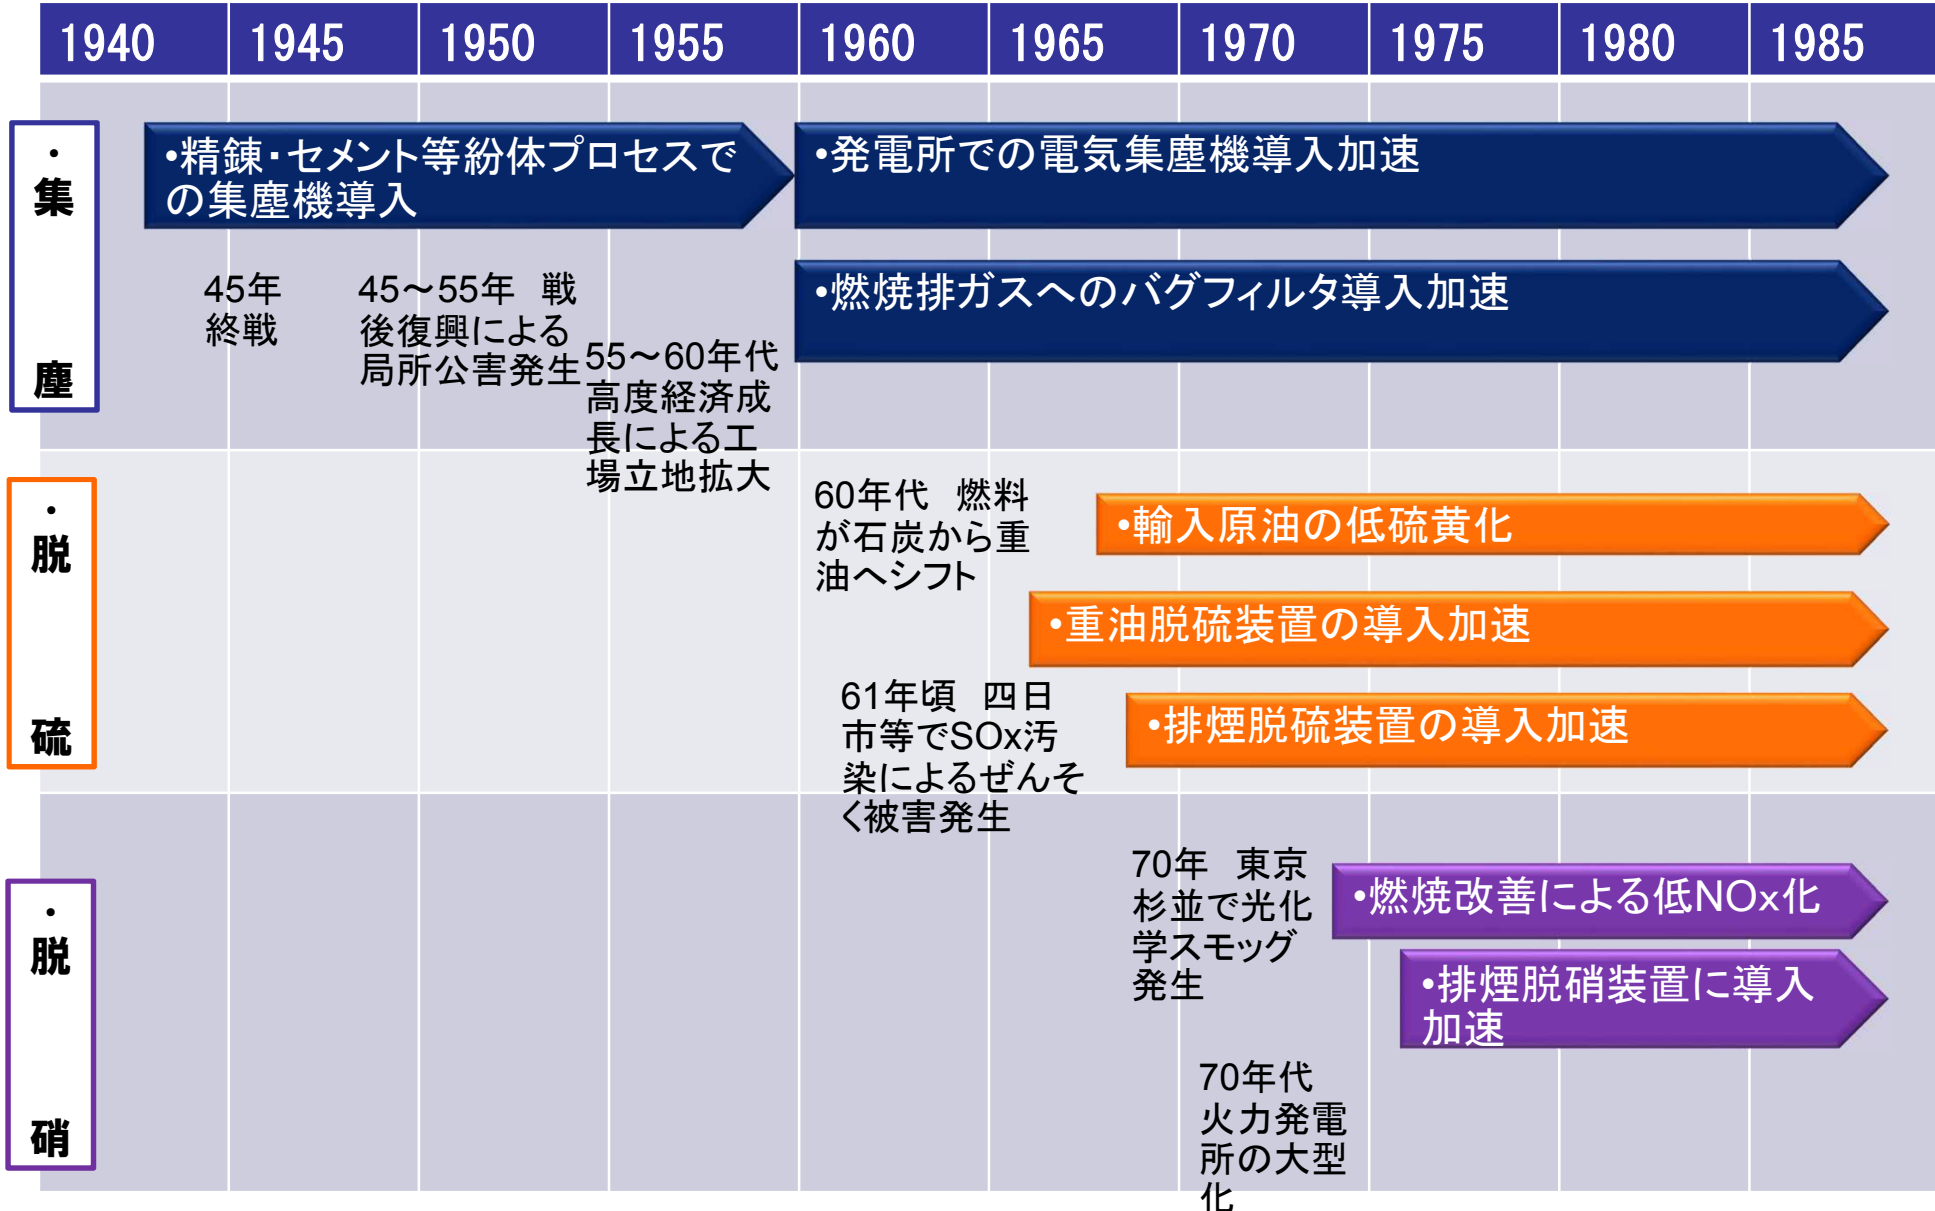 1940 1945 1950 1955 1960 1965 1970 1975 1980 1985
・集塵
•精錬・セメント等紛体プロセスで
の集塵機導入
•発電所での電気集塵機導入加速
•燃焼排ガスへのバグフィルタ導入加速
45年
終戦
45～55年 戦
後復興による
局所公害発生
55～60年代
高度経済成
長による工
場立地拡大
・脱硫
60年代 燃料
が石炭から重
油へシフト
•輸入原油の低硫黄化
•重油脱硫装置の導入加速
61年頃 四日
市等でSOx汚
染によるぜんそ
く被害発生
•排煙脱硫装置の導入加速
・脱硝
70年 東京
杉並で光化
学スモッグ
発生
•燃焼改善による低NOx化
•排煙脱硝装置に導入
加速
70年代
火力発電
所の大型
化